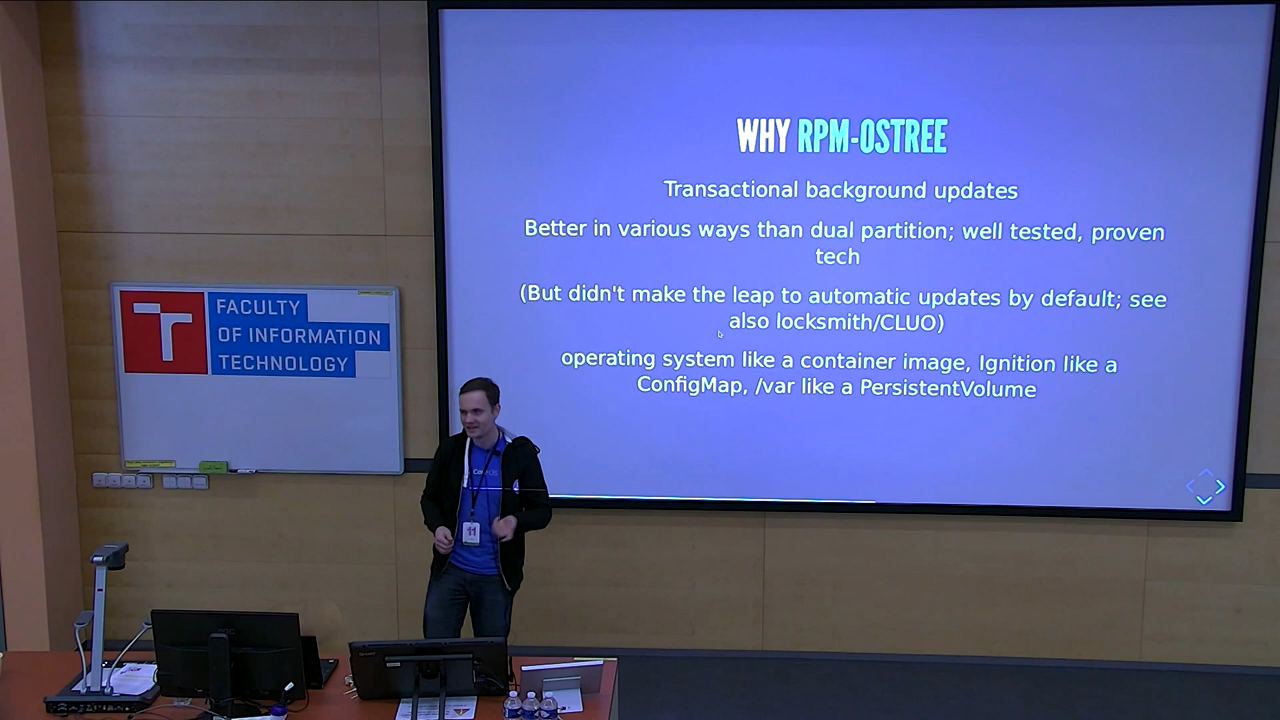 WHY RPM-OSTREE
Transactional background updates
Better in various ways than dual partition; well tested, proven
tech
(But didn't make the leap to automatic updates by default; see
also locksmith/CLUO)
operating system like a container image, Ignition like a
ConfigMap, /var like a PersistentVolume
FACULTY
OF INFORMATION
TECHNOLOGY
11